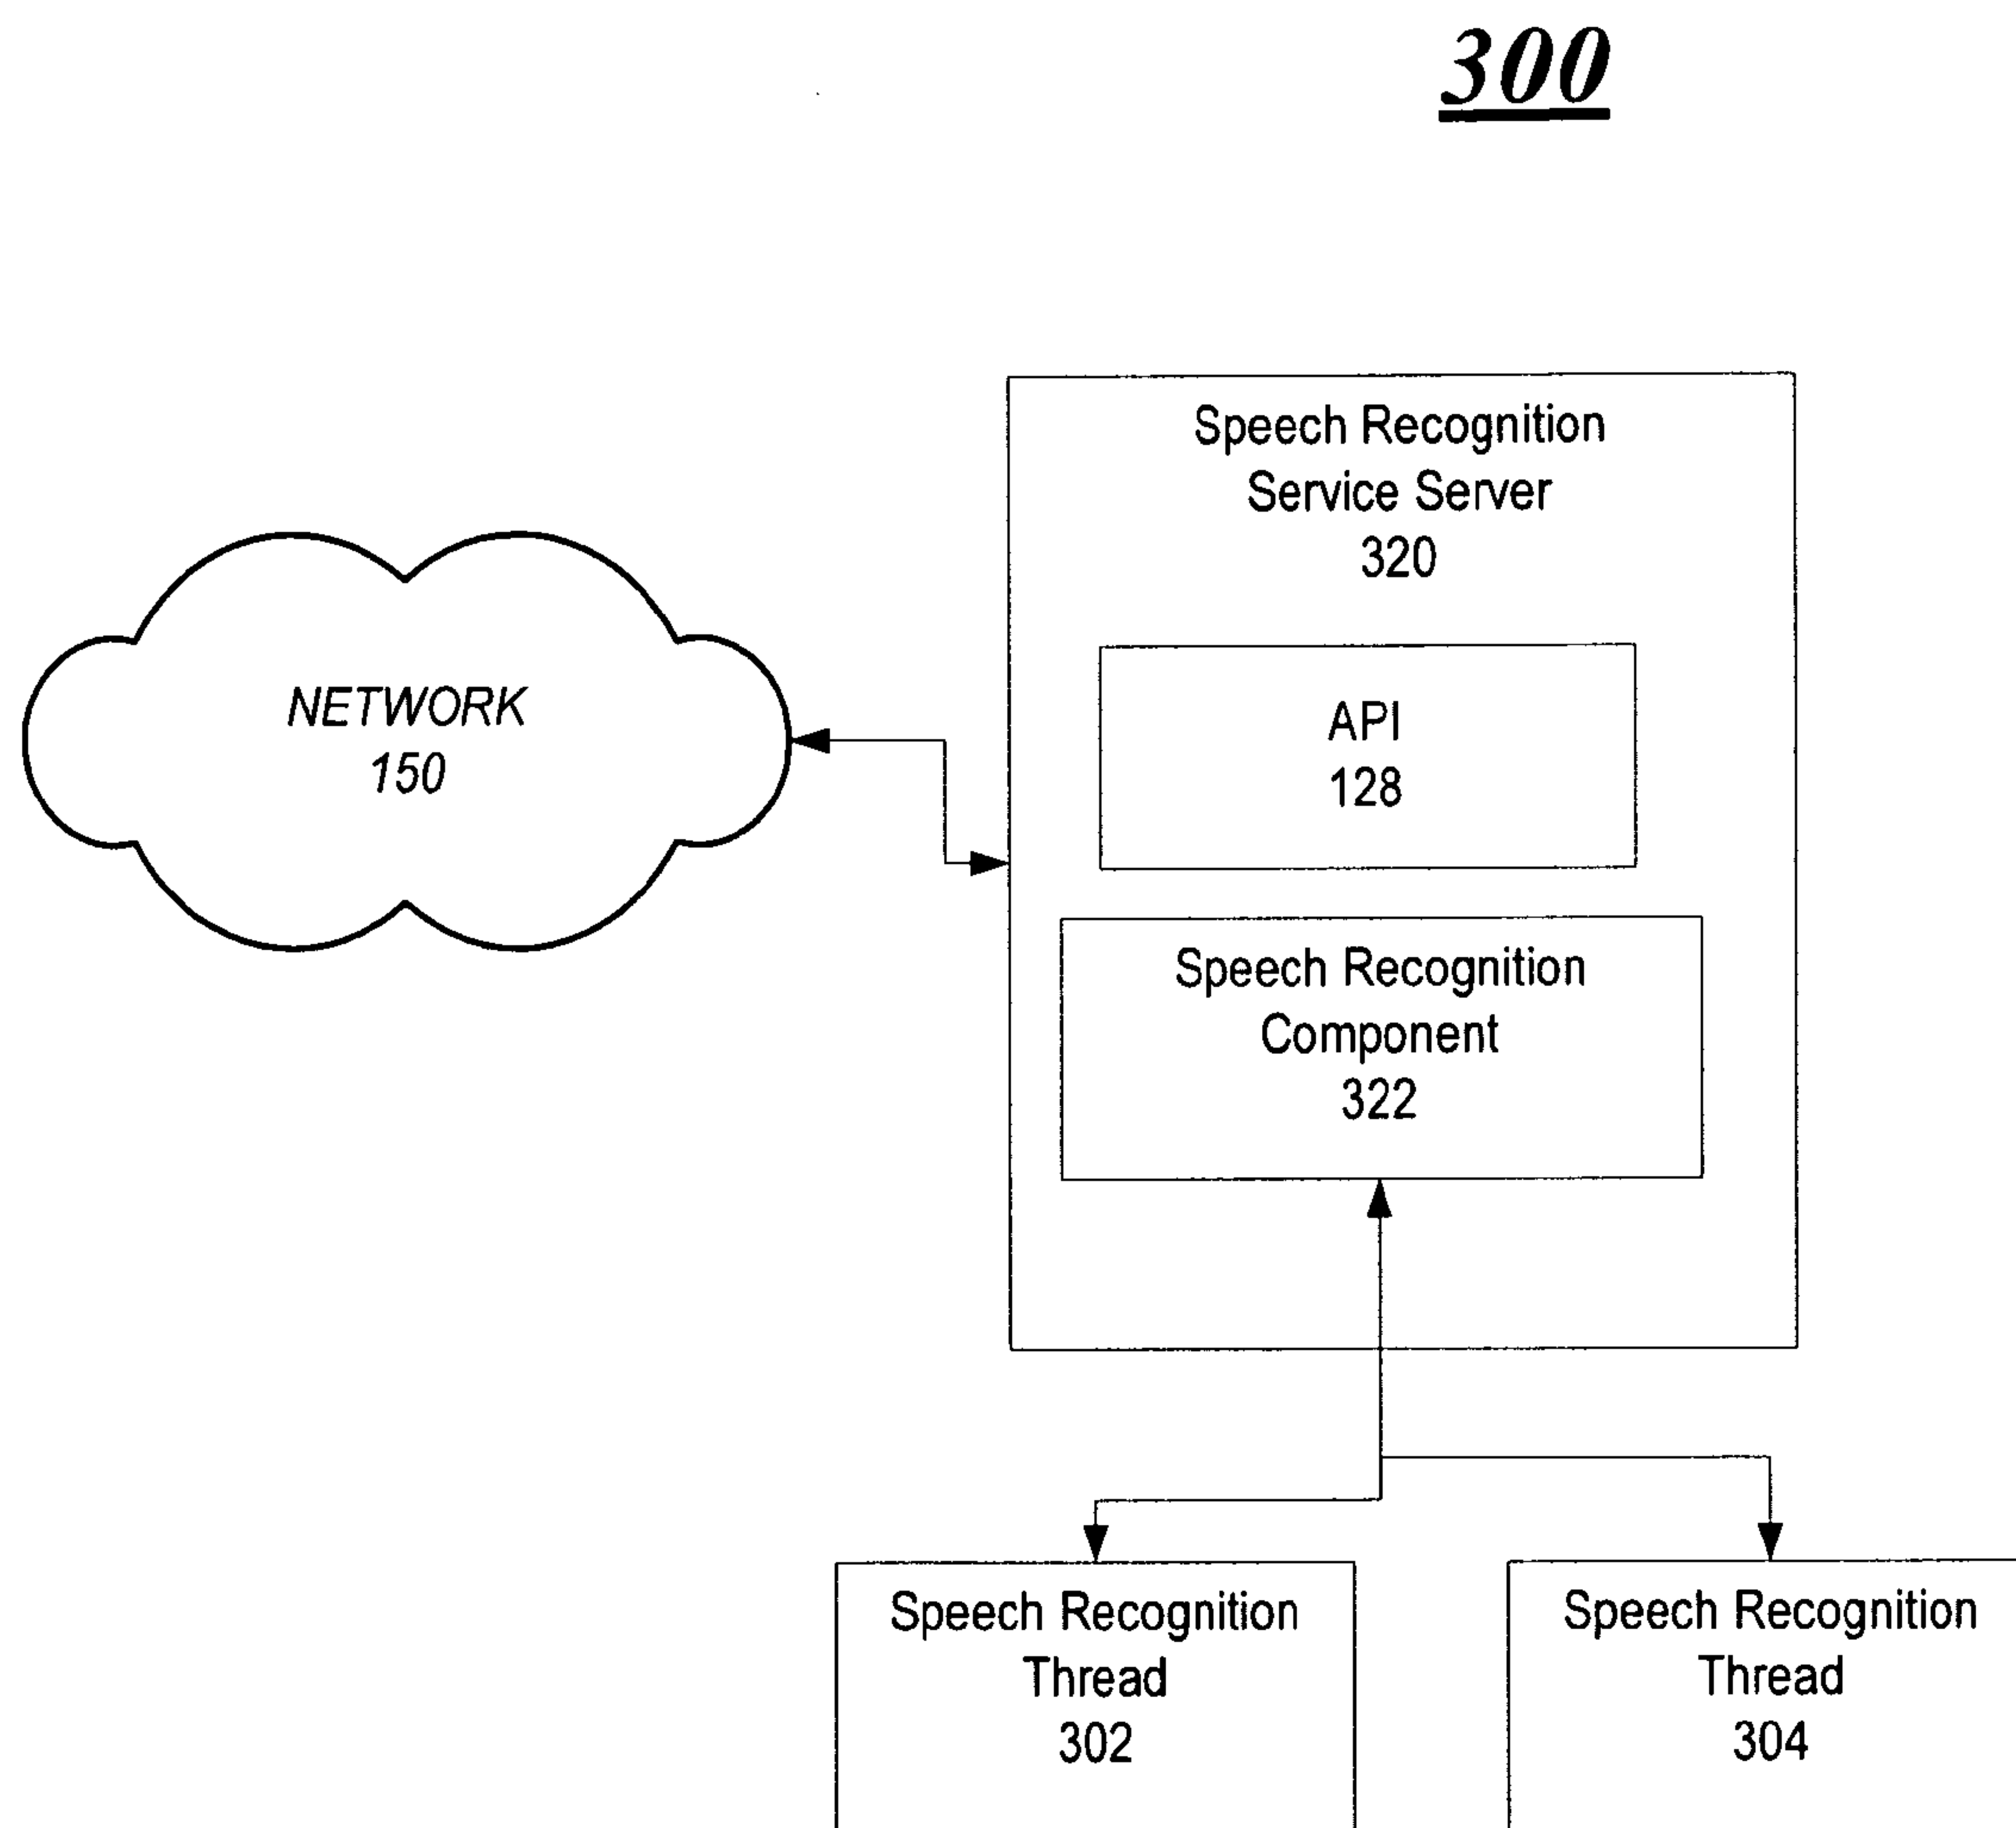 300
Speech Recognition
Service Server
320
NETWORK
150
API
128
Speech Recognition
Component
322
Speech Recognition
Thread
302
Speech Recognition
Thread
304